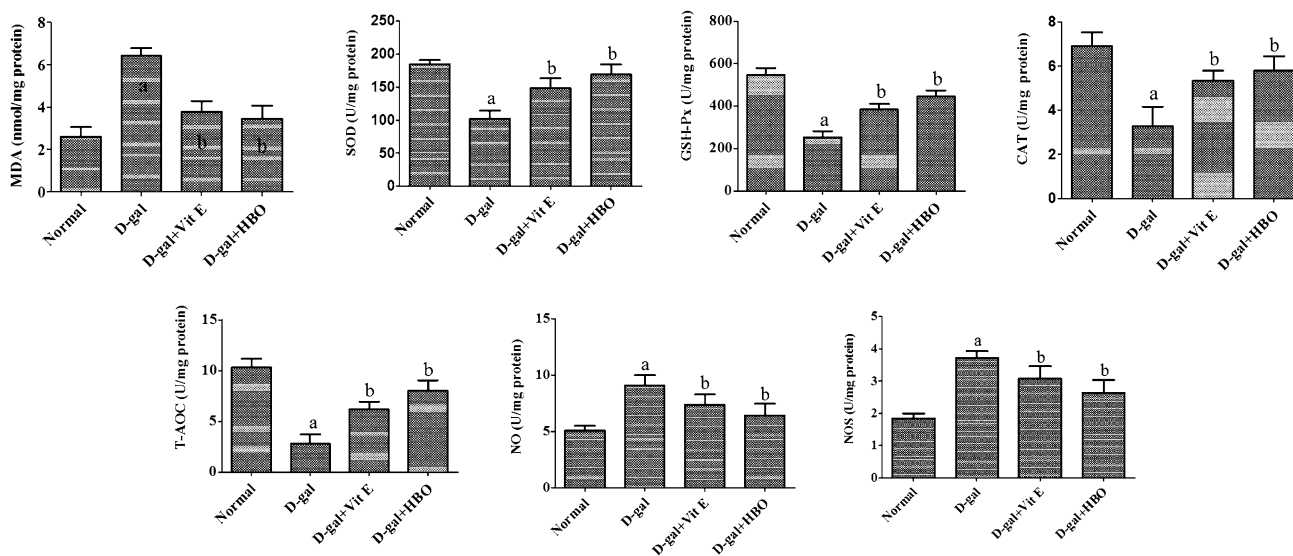 MDA (nmol/mg protein)
8
6
4
2
0
a
b
b
Normal
D-gal
D-gal+Vit E
D-gal+HBO
SOD (U/mg protein)
250
200
150
100
50
0
a
b
b
Normal
D-gal
D-gal+Vit E
D-gal+HBO
GSH-Px (U/mg protein)
800
600
400
200
0
a
b
b
Normal
D-gal
D-gal+Vit E
D-gal+HBO
CAT (U/mg protein)
8
6
4
2
0
a
b
b
Normal
D-gal
D-gal+Vit E
D-gal+HBO
T-AOC (U/mg protein)
15
10
5
0
a
b
b
Normal
D-gal
D-gal+Vit E
D-gal+HBO
NO (U/mg protein)
15
10
5
0
a
b
b
Normal
D-gal
D-gal+Vit E
D-gal+HBO
NOS (U/mg protein)
5
4
3
2
1
0
a
b
b
Normal
D-gal
D-gal+Vit E
D-gal+HBO